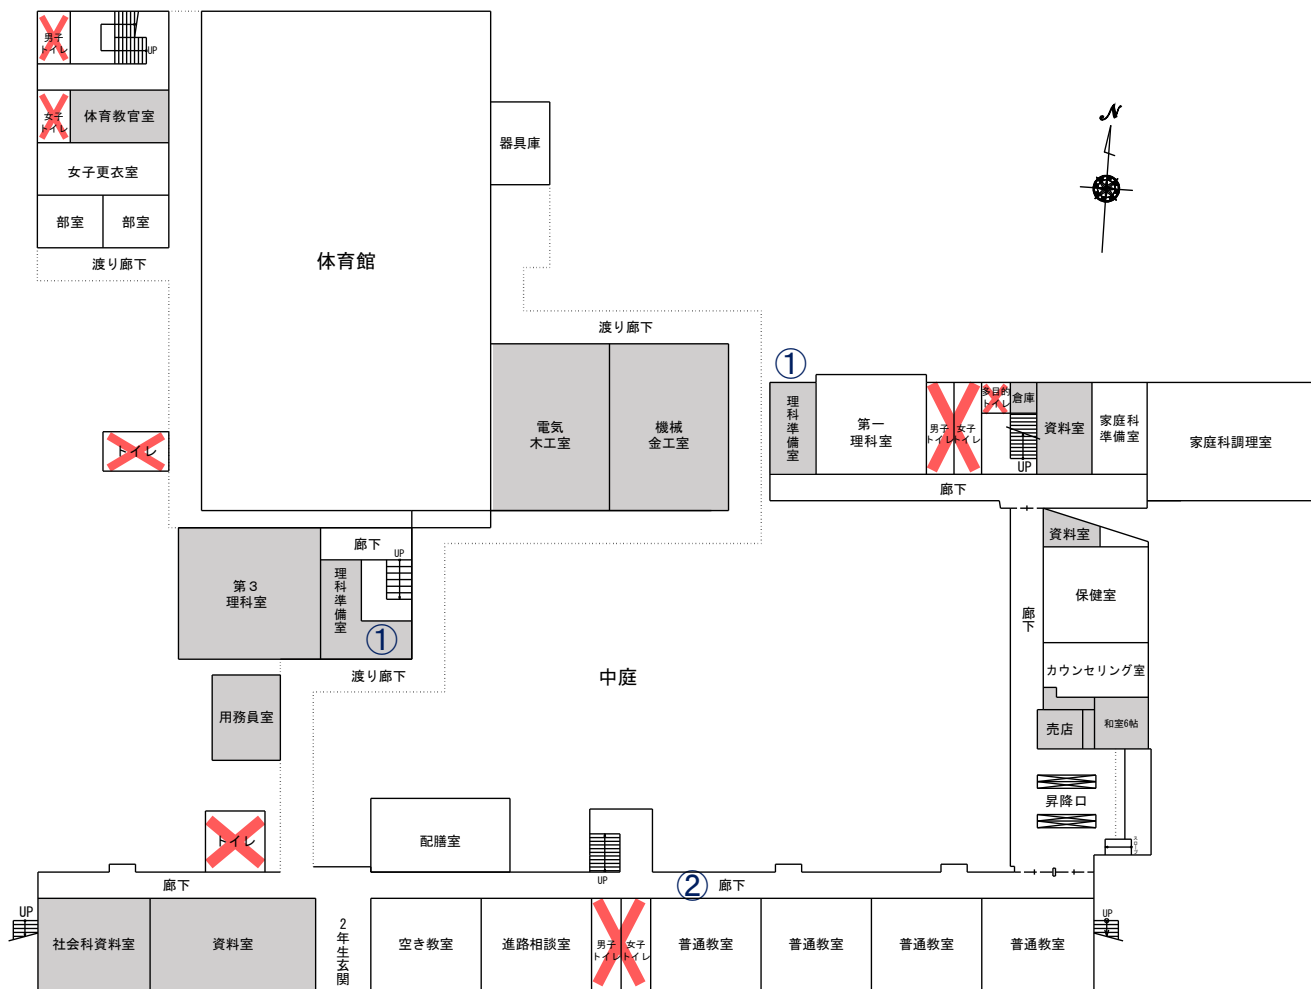 男子
トイレ
UP
女子
トイレ
体育教官室
女子更衣室
部室
部室
渡り廊下
体育館
器具庫
N
渡り廊下
電気
木工室
機械
金工室
トイレ
①
理科準備室
第一
理科室
男子
トイレ
女子
トイレ
多目的
トイレ
倉庫
UP
資料室
家庭科
準備室
家庭科調理室
廊下
廊下
UP
第3
理科室
理科準備室
①
渡り廊下
用務員室
中庭
資料室
保健室
廊下
カウンセリング室
売店
和室6帖
昇降口
スロープ
トイレ
配膳室
UP
廊下
②
廊下
UP
社会科資料室
資料室
2年生玄関
空き教室
進路相談室
男子
トイレ
女子
トイレ
普通教室
普通教室
普通教室
普通教室
UP